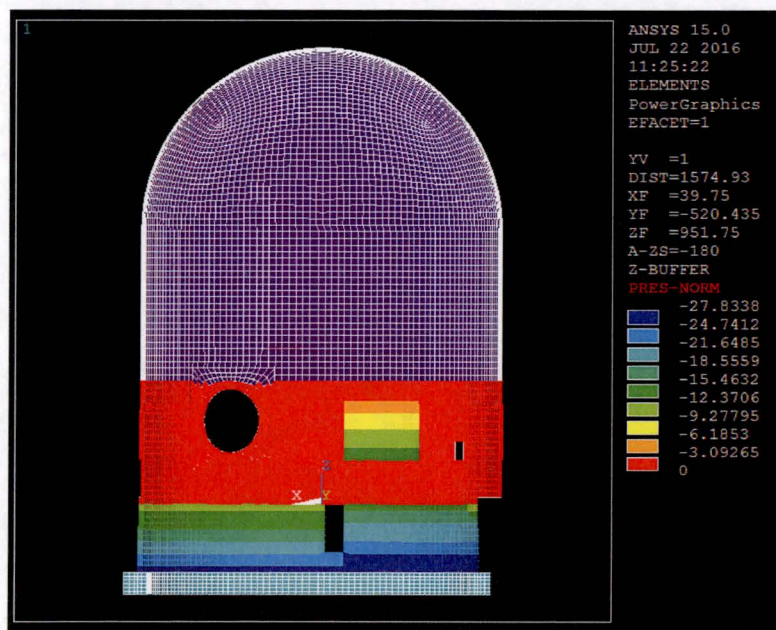 1
ANSYS 15.0
JUL 22 2016
11:25:22
ELEMENTS
PowerGraphics
EFACET=1
YV =1
DIST=1574.93
XF =39.75
YF =-520.435
ZF =951.75
A-ZS=-180
Z-BUFFER
PRES-NORM
-27.8338
-24.7412
-21.6485
-18.5559
-15.4632
-12.3706
-9.27795
-6.1853
-3.09265
0
Z
X
Y